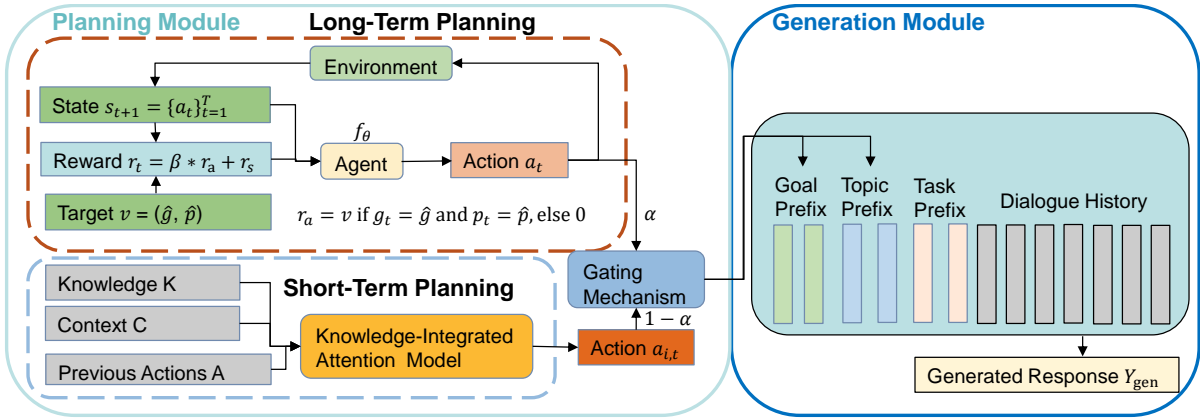 Planning Module
Long-Term Planning
Environment
State $s_{t+1} = \{a_t\}_{t=1}^{T}$
Reward $r_t = \beta * r_a + r_s$
Target $v = (\hat{g}, \hat{p})$
$f_\theta$
Agent
Action $a_t$
$r_a = v$ if $g_t = \hat{g}$ and $p_t = \hat{p}$, else 0
$\alpha$
Short-Term Planning
Knowledge K
Context C
Previous Actions A
Knowledge-Integrated
Attention Model
Gating
Mechanism
$1 - \alpha$
Action $a_{i,t}$
Generation Module
Goal
Prefix
Topic
Prefix
Task
Prefix
Dialogue History
Generated Response $Y_{\text{gen}}$